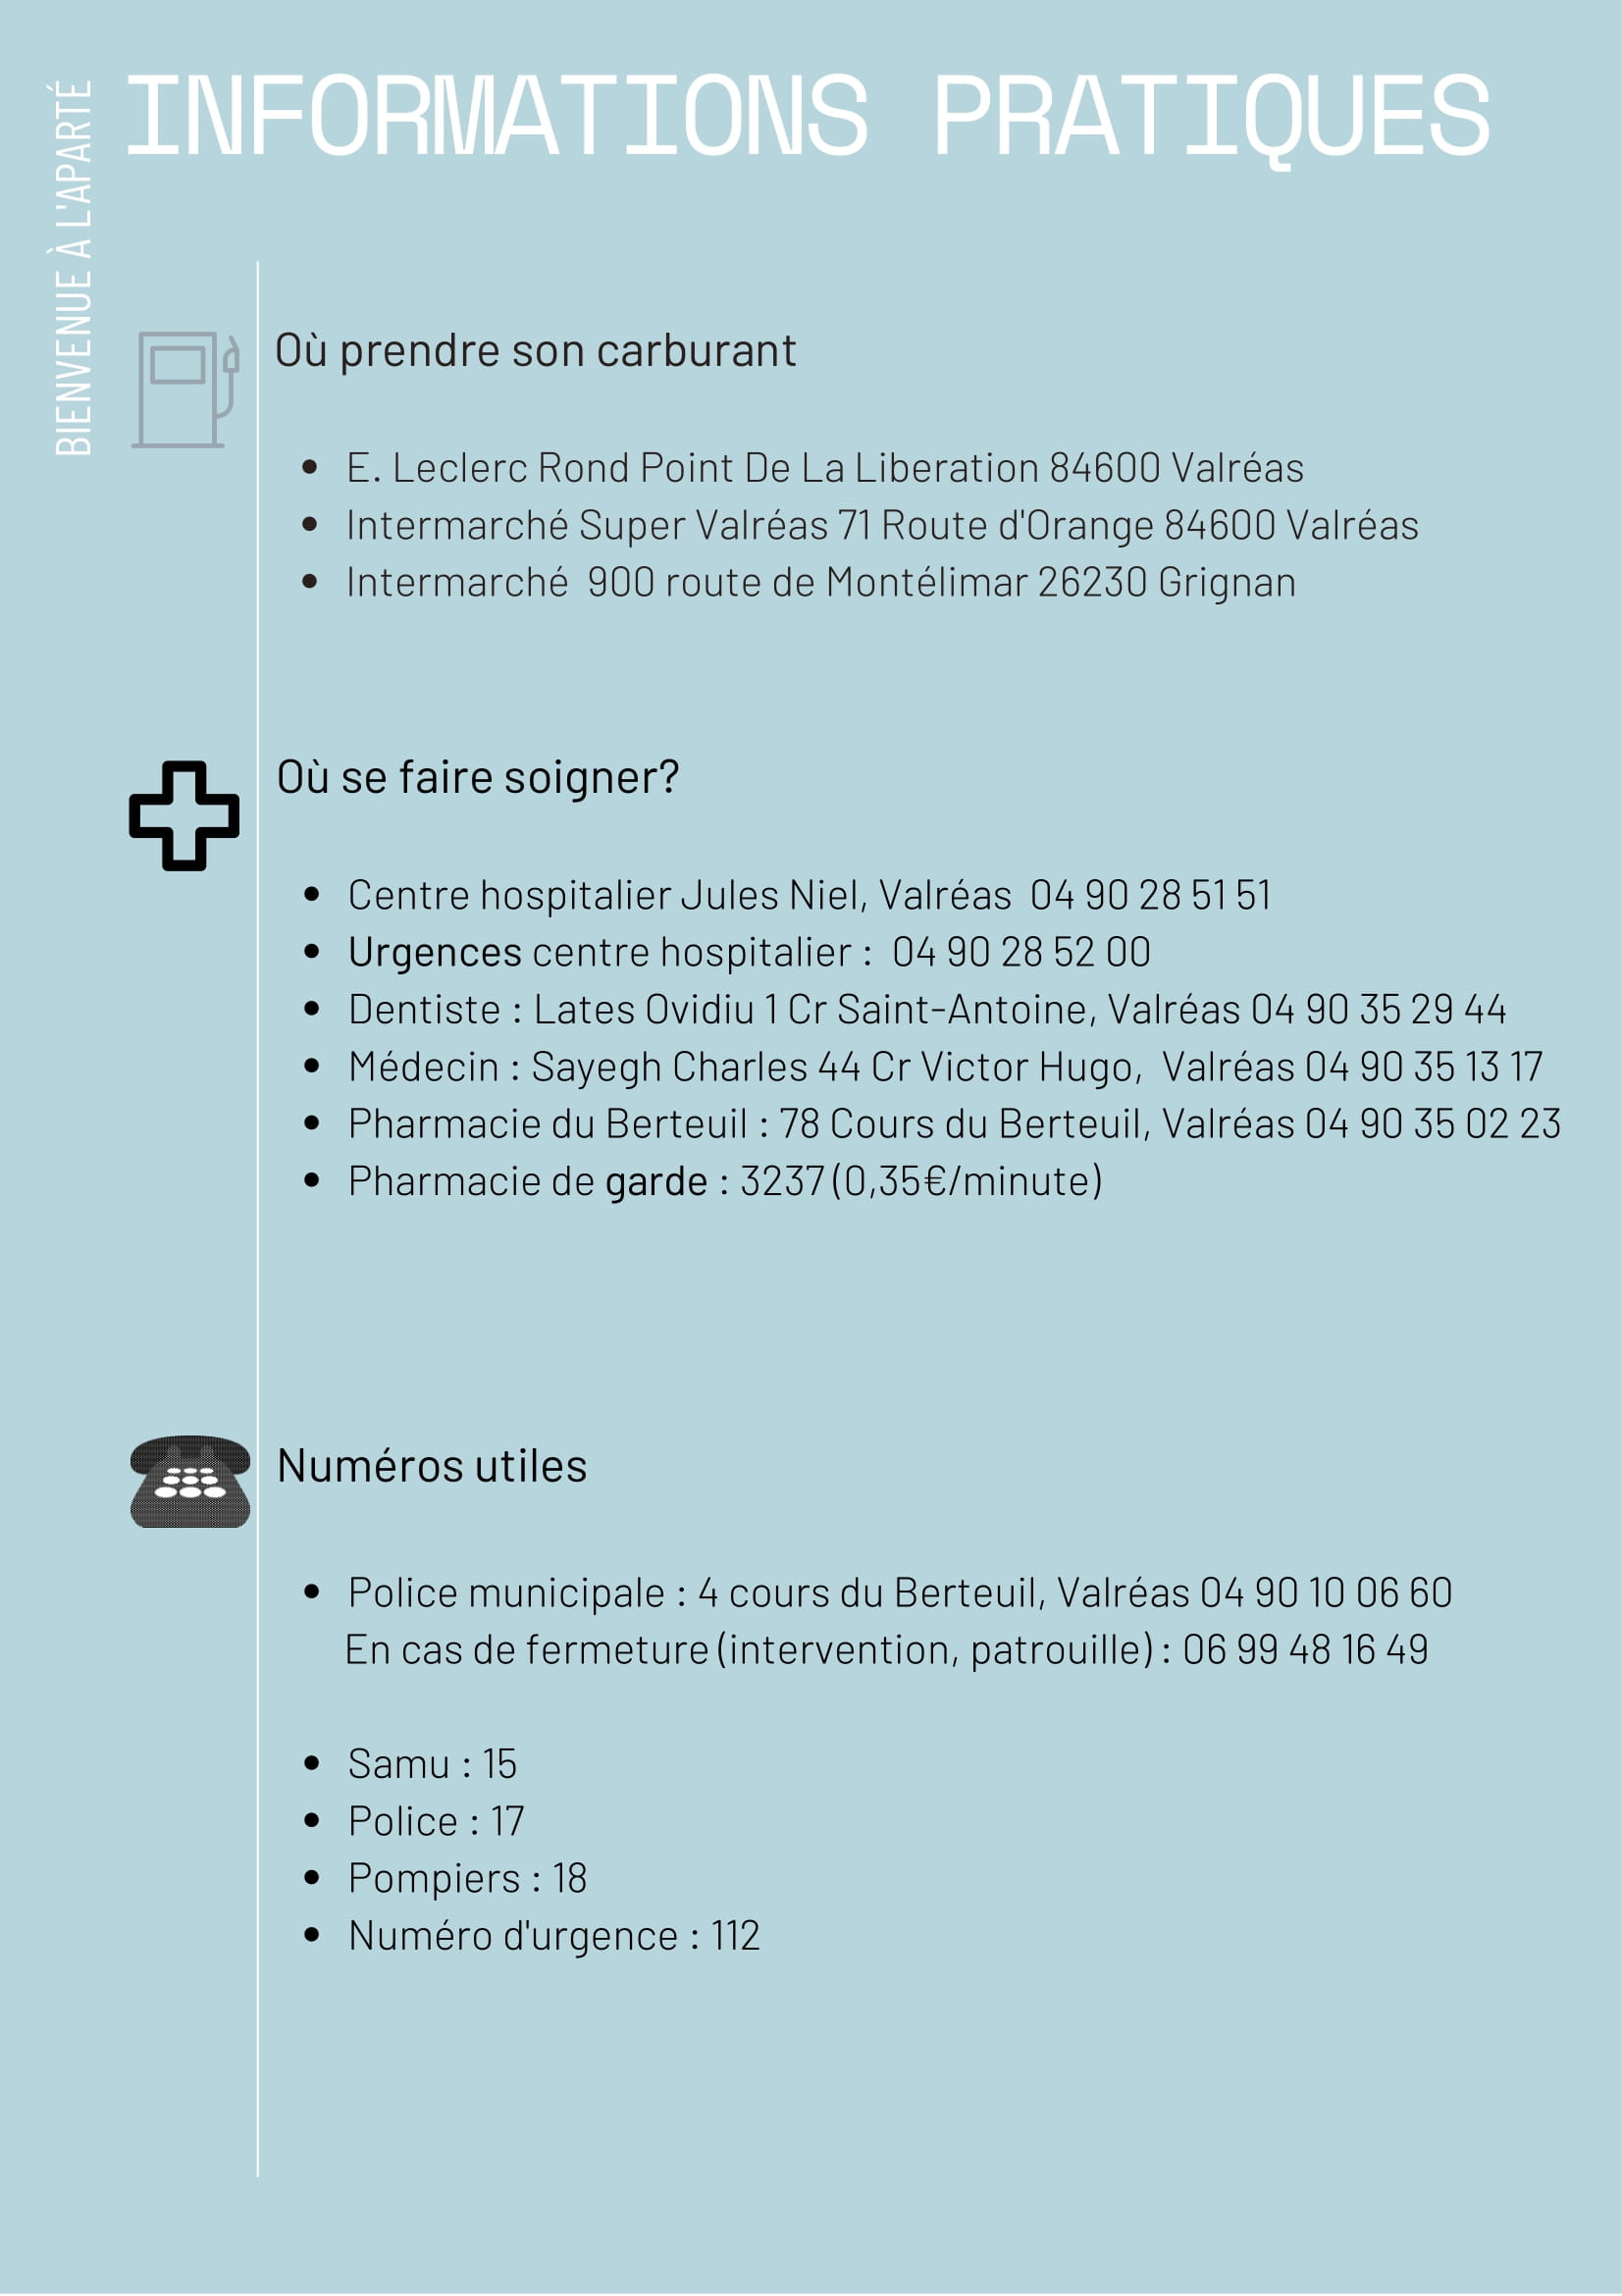 INFORMATIONS PRATIQUES
BIENVENUE À L'APARTÉ
Où prendre son carburant
• E. Leclerc Rond Point De La Liberation 84600 Valréas
• Intermarché Super Valréas 71 Route d'Orange 84600 Valréas
• Intermarché  900 route de Montélimar 26230 Grignan
Où se faire soigner?
• Centre hospitalier Jules Niel, Valréas  04 90 28 51 51
• Urgences centre hospitalier :  04 90 28 52 00
• Dentiste : Lates Ovidiu 1 Cr Saint-Antoine, Valréas 04 90 35 29 44
• Médecin : Sayegh Charles 44 Cr Victor Hugo,  Valréas 04 90 35 13 17
• Pharmacie du Berteuil : 78 Cours du Berteuil, Valréas 04 90 35 02 23
• Pharmacie de garde : 3237 (0,35€/minute)
Numéros utiles
• Police municipale : 4 cours du Berteuil, Valréas 04 90 10 06 60
En cas de fermeture (intervention, patrouille) : 06 99 48 16 49
• Samu : 15
• Police : 17
• Pompiers : 18
• Numéro d'urgence : 112